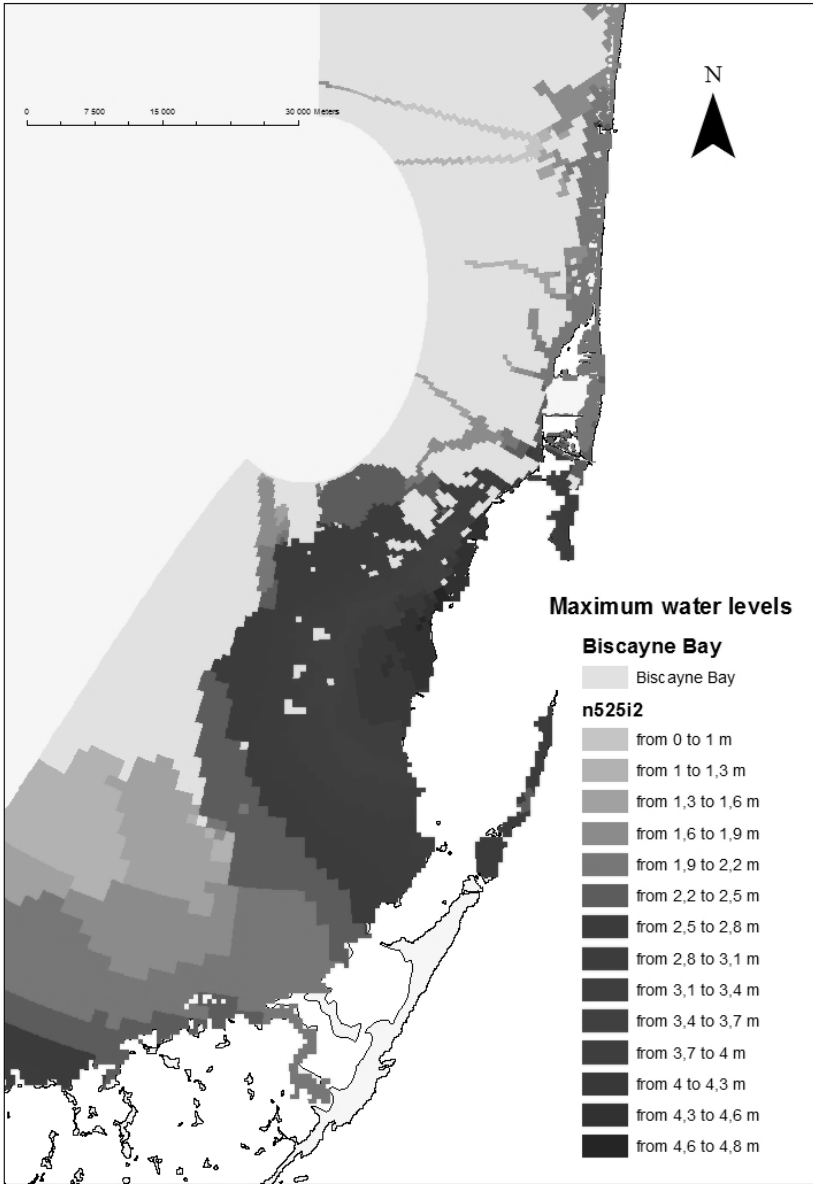 N
0 7 500 15 000 30 000 Meters
Maximum water levels
Biscayne Bay
Biscayne Bay
n525i2
from 0 to 1 m
from 1 to 1,3 m
from 1,3 to 1,6 m
from 1,6 to 1,9 m
from 1,9 to 2,2 m
from 2,2 to 2,5 m
from 2,5 to 2,8 m
from 2,8 to 3,1 m
from 3,1 to 3,4 m
from 3,4 to 3,7 m
from 3,7 to 4 m
from 4 to 4,3 m
from 4,3 to 4,6 m
from 4,6 to 4,8 m